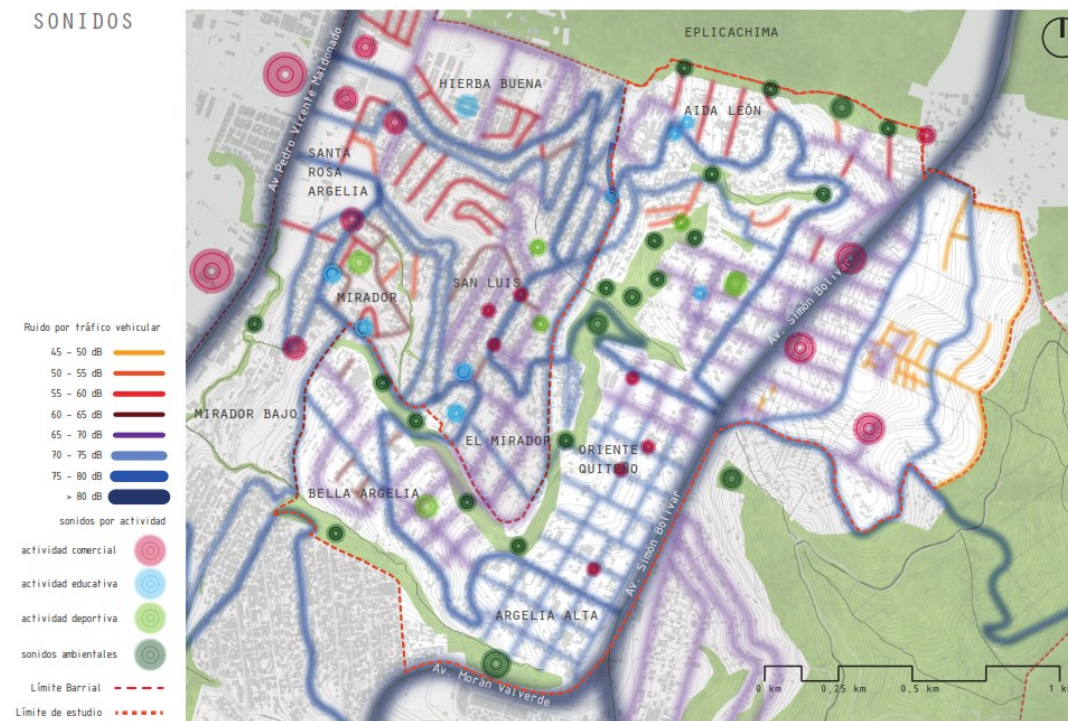 SONIDOS
EPLICACHIMA
HIERBA BUENA
AIDA LEÓN
Av. Pedro Vicente Maldonado
SANTA
ROSA
ARGELIA
SAN LUIS
MIRADOR
Av. Simón Bolívar
MIRADOR BAJO
EL MIRADOR
ORIENTE
QUITEÑO
BELLA ARGELIA
Av. Simón Bolívar
ARGELIA ALTA
Av. Morán Valverde
0 km
0,25 km
0,5 km
1 k
Ruido por tráfico vehicular
45 - 50 dB
50 - 55 dB
55 - 60 dB
60 - 65 dB
65 - 70 dB
70 - 75 dB
75 - 80 dB
> 80 dB
sonidos por actividad
actividad comercial
actividad educativa
actividad deportiva
sonidos ambientales
Límite Barrial
Límite de estudio